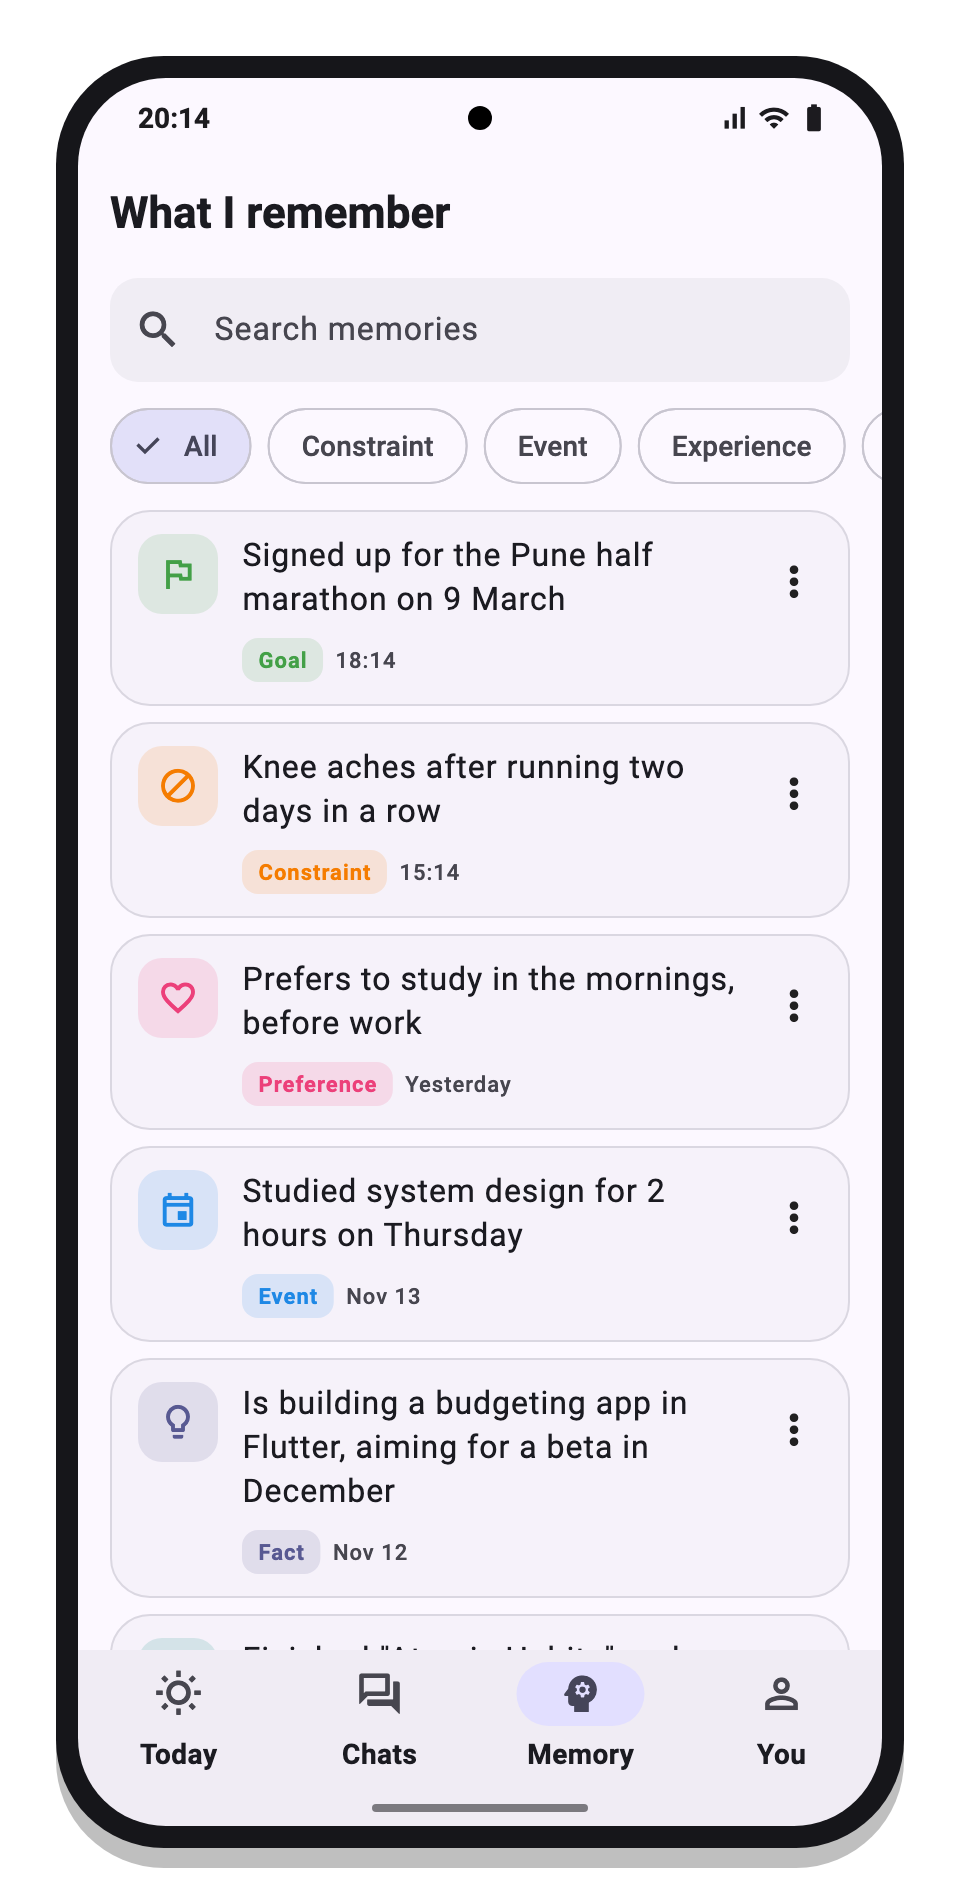 20:14
What I remember
Search memories
All
Constraint
Event
Experience
Signed up for the Pune half
marathon on 9 March
Goal 18:14
Knee aches after running two
days in a row
Constraint 15:14
Prefers to study in the mornings,
before work
Preference Yesterday
Studied system design for 2
hours on Thursday
Event Nov 13
Is building a budgeting app in
Flutter, aiming for a beta in
December
Fact Nov 12
Today
Chats
Memory
You